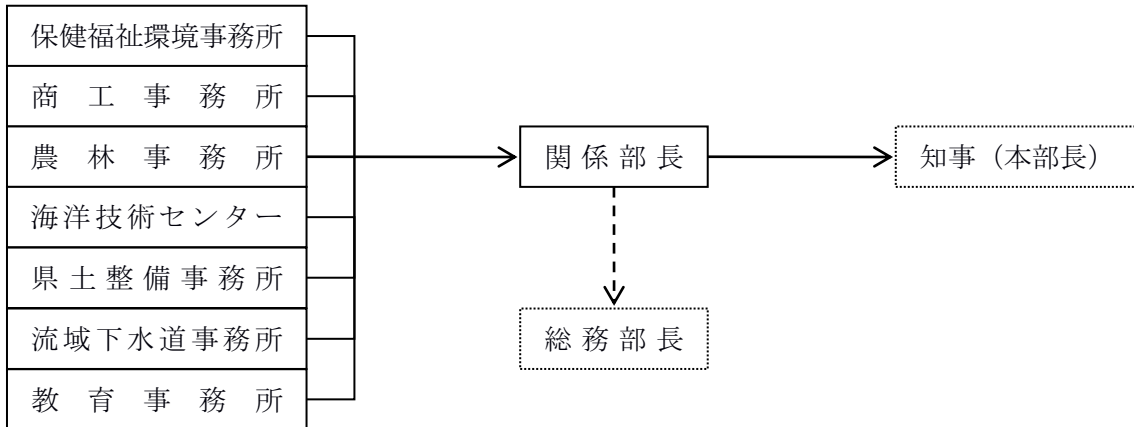 保健福祉環境事務所
商工事務所
農林事務所
海洋技術センター
県土整備事務所
流域下水道事務所
教育事務所
関係部長
知事（本部長）
総務部長